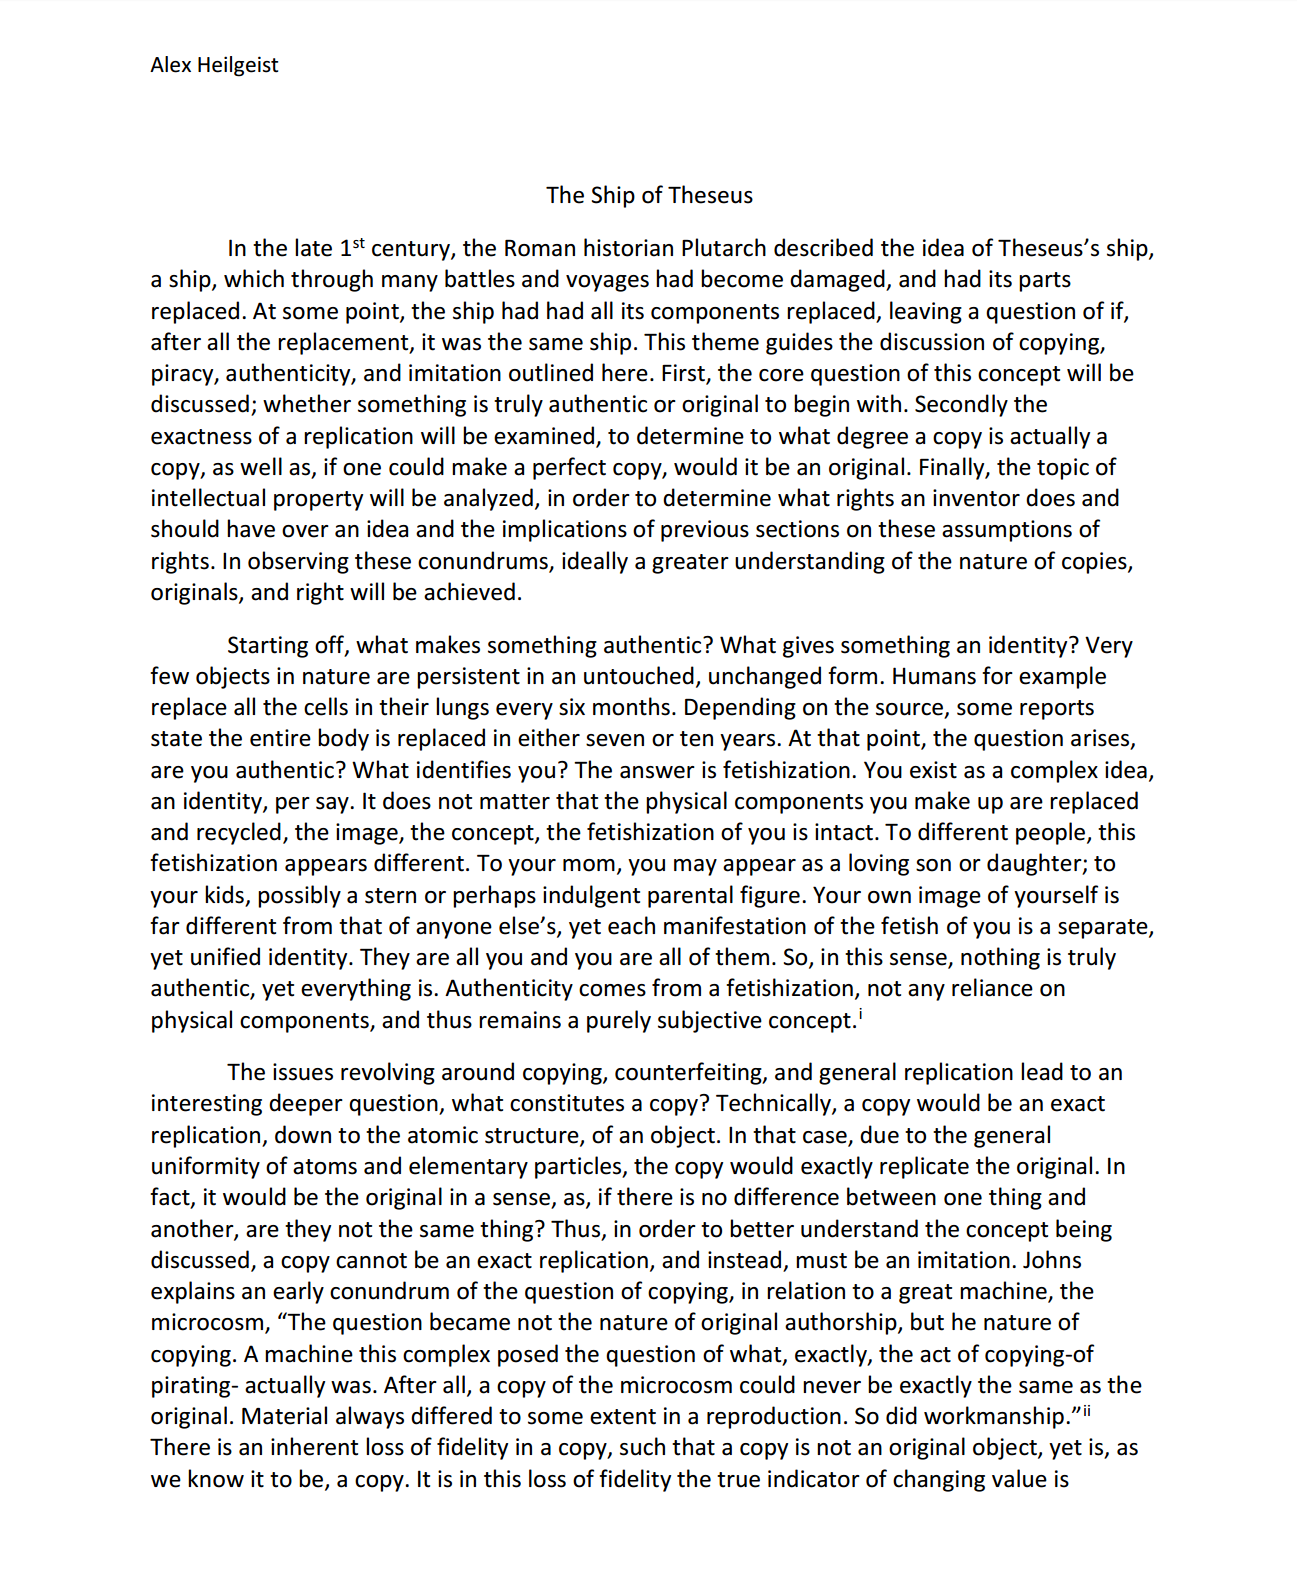 Alex Heilgeist
The Ship of Theseus
In the late 1st century, the Roman historian Plutarch described the idea of Theseus’s ship,
a ship, which through many battles and voyages had become damaged, and had its parts
replaced. At some point, the ship had had all its components replaced, leaving a question of if,
after all the replacement, it was the same ship. This theme guides the discussion of copying,
piracy, authenticity, and imitation outlined here. First, the core question of this concept will be
discussed; whether something is truly authentic or original to begin with. Secondly the
exactness of a replication will be examined, to determine to what degree a copy is actually a
copy, as well as, if one could make a perfect copy, would it be an original. Finally, the topic of
intellectual property will be analyzed, in order to determine what rights an inventor does and
should have over an idea and the implications of previous sections on these assumptions of
rights. In observing these conundrums, ideally a greater understanding of the nature of copies,
originals, and right will be achieved.
Starting off, what makes something authentic? What gives something an identity? Very
few objects in nature are persistent in an untouched, unchanged form. Humans for example
replace all the cells in their lungs every six months. Depending on the source, some reports
state the entire body is replaced in either seven or ten years. At that point, the question arises,
are you authentic? What identifies you? The answer is fetishization. You exist as a complex idea,
an identity, per say. It does not matter that the physical components you make up are replaced
and recycled, the image, the concept, the fetishization of you is intact. To different people, this
fetishization appears different. To your mom, you may appear as a loving son or daughter; to
your kids, possibly a stern or perhaps indulgent parental figure. Your own image of yourself is
far different from that of anyone else’s, yet each manifestation of the fetish of you is a separate,
yet unified identity. They are all you and you are all of them. So, in this sense, nothing is truly
authentic, yet everything is. Authenticity comes from a fetishization, not any reliance on
physical components, and thus remains a purely subjective concept.i
The issues revolving around copying, counterfeiting, and general replication lead to an
interesting deeper question, what constitutes a copy? Technically, a copy would be an exact
replication, down to the atomic structure, of an object. In that case, due to the general
uniformity of atoms and elementary particles, the copy would exactly replicate the original. In
fact, it would be the original in a sense, as, if there is no difference between one thing and
another, are they not the same thing? Thus, in order to better understand the concept being
discussed, a copy cannot be an exact replication, and instead, must be an imitation. Johns
explains an early conundrum of the question of copying, in relation to a great machine, the
microcosm, “The question became not the nature of original authorship, but he nature of
copying. A machine this complex posed the question of what, exactly, the act of copying-of
pirating- actually was. After all, a copy of the microcosm could never be exactly the same as the
original. Material always differed to some extent in a reproduction. So did workmanship.”ii
There is an inherent loss of fidelity in a copy, such that a copy is not an original object, yet is, as
we know it to be, a copy. It is in this loss of fidelity the true indicator of changing value is